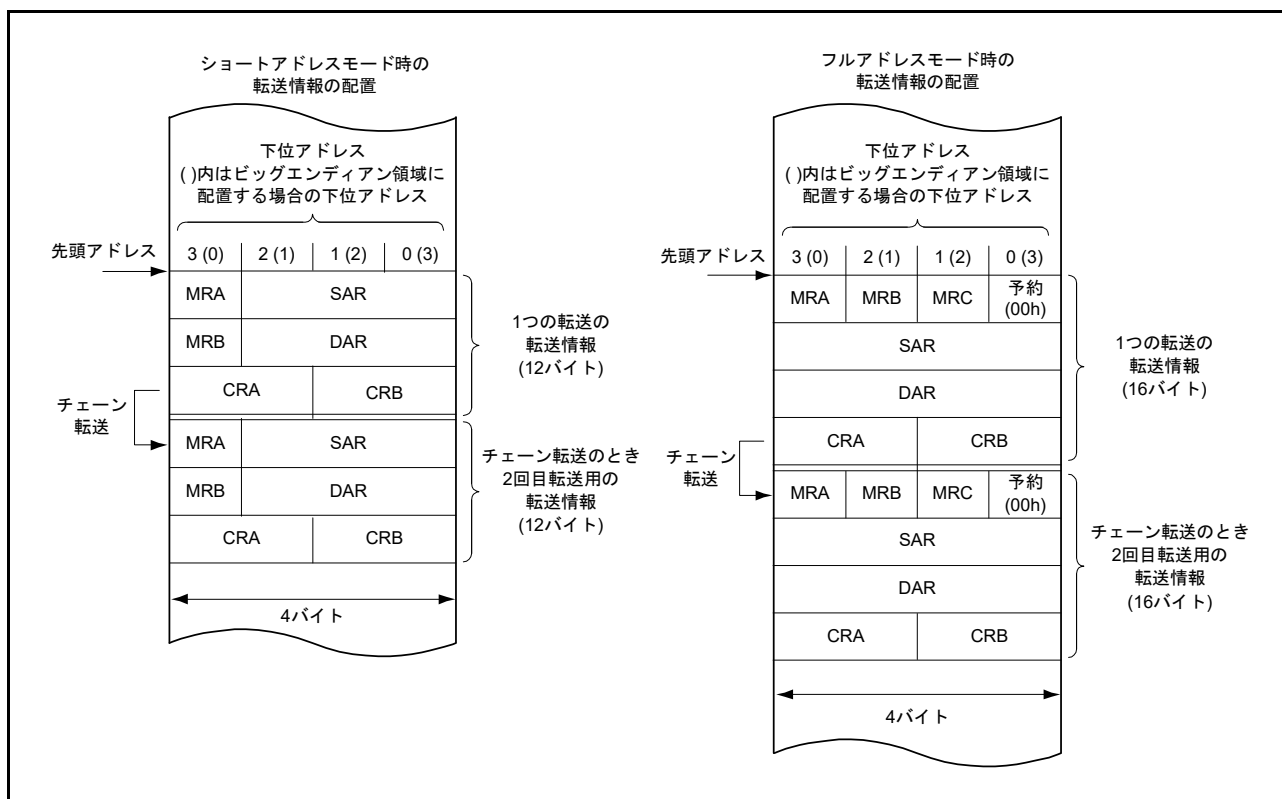 ショートアドレスモード時の
転送情報の配置
下位アドレス
( )内はビッグエンディアン領域に
配置する場合の下位アドレス
先頭アドレス
3 (0) 2 (1) 1 (2) 0 (3)
MRA SAR
MRB DAR
CRA CRB
1つの転送の
転送情報
(12バイト)
チェーン
転送
MRA SAR
MRB DAR
CRA CRB
チェーン転送のとき
2回目転送用の
転送情報
(12バイト)
4バイト
フルアドレスモード時の
転送情報の配置
下位アドレス
( )内はビッグエンディアン領域に
配置する場合の下位アドレス
先頭アドレス
3 (0) 2 (1) 1 (2) 0 (3)
MRA MRB MRC 予約
(00h)
SAR
DAR
CRA CRB
1つの転送の
転送情報
(16バイト)
チェーン
転送
MRA MRB MRC 予約
(00h)
SAR
DAR
CRA CRB
チェーン転送のとき
2回目転送用の
転送情報
(16バイト)
4バイト